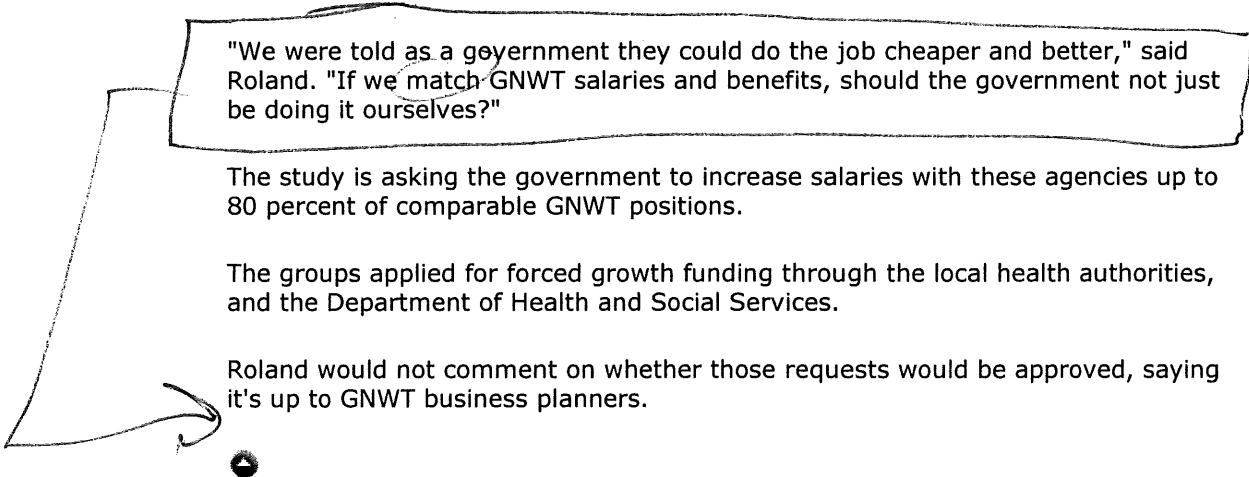 "We were told as a government they could do the job cheaper and better," said
Roland. "If we match GNWT salaries and benefits, should the government not just
be doing it ourselves?"
The study is asking the government to increase salaries with these agencies up to
80 percent of comparable GNWT positions.
The groups applied for forced growth funding through the local health authorities,
and the Department of Health and Social Services.
Roland would not comment on whether those requests would be approved, saying
it's up to GNWT business planners.